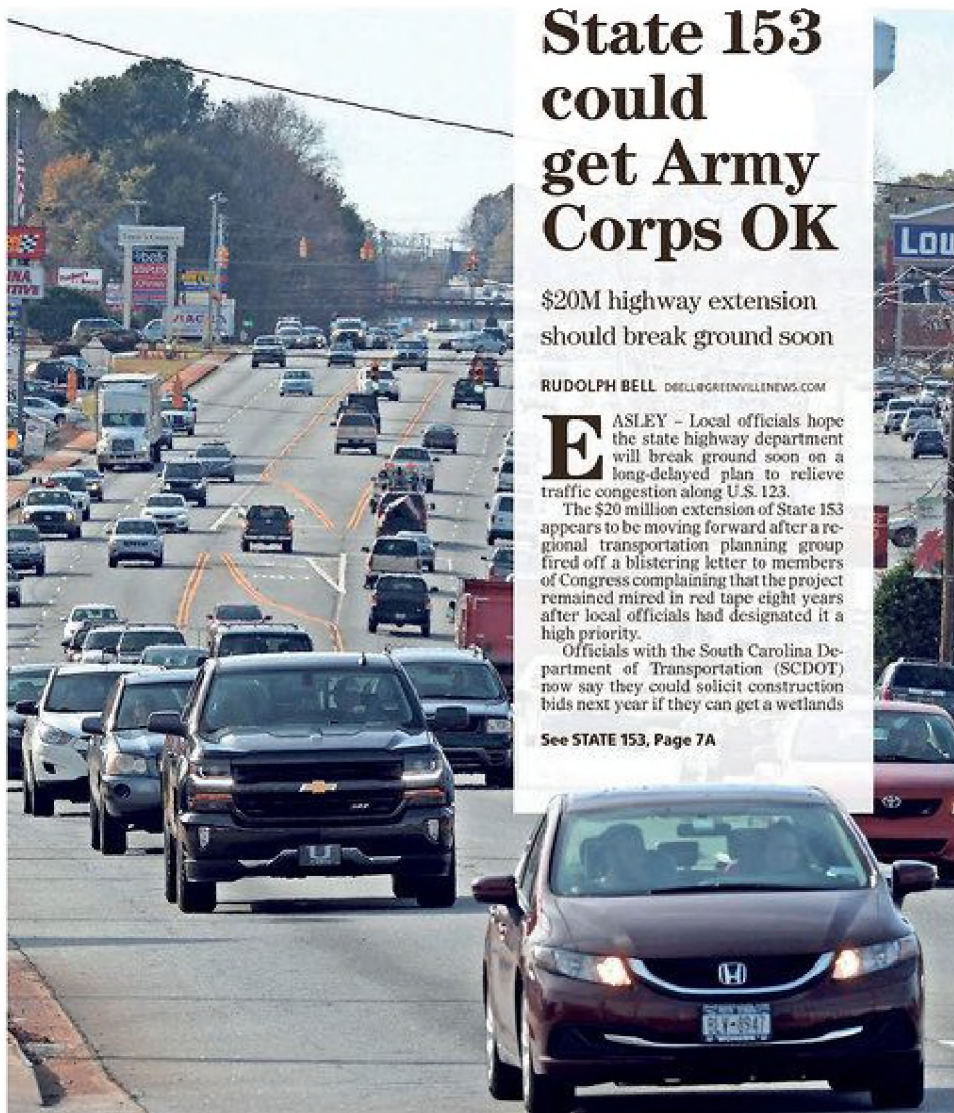 State 153
could
get Army
Corps OK
$20M highway extension
should break ground soon
RUDOLPH BELL DBELL@GREENVILLENEWS.COM
EASLEY – Local officials hope
the state highway department
will break ground soon on a
long-delayed plan to relieve
traffic congestion along U.S. 123.
The $20 million extension of State 153
appears to be moving forward after a re-
gional transportation planning group
fired off a blistering letter to members
of Congress complaining that the project
remained mired in red tape eight years
after local officials had designated it a
high priority.
Officials with the South Carolina De-
partment of Transportation (SCDOT)
now say they could solicit construction
bids next year if they can get a wetlands
See STATE 153, Page 7A
Lou
belk
STAPLES